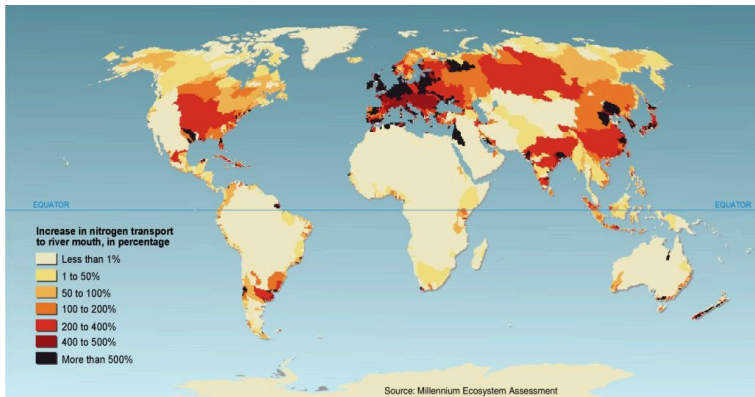 EQUATOR
EQUATOR
Increase in nitrogen transport
to river mouth, in percentage
Less than 1%
1 to 50%
50 to 100%
100 to 200%
200 to 400%
400 to 500%
More than 500%
Source: Millennium Ecosystem Assessment